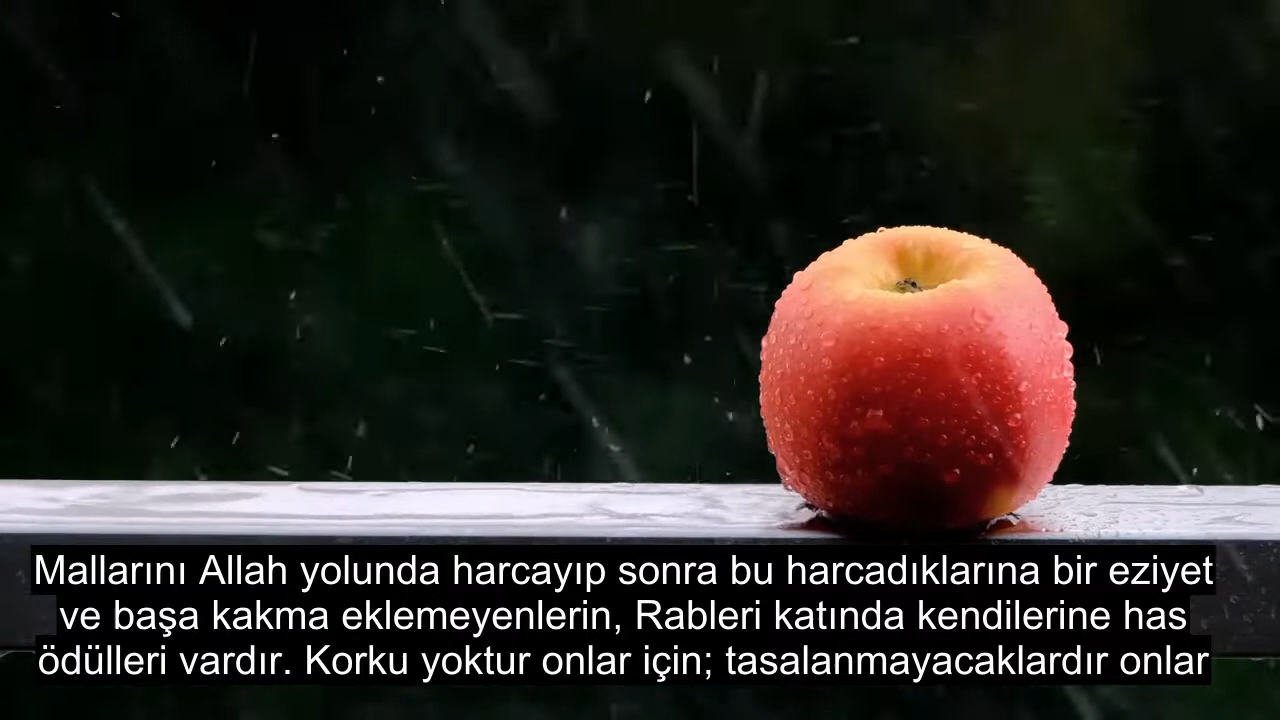 Mallarını Allah yolunda harcayıp sonra bu harcadıklarına bir eziyet
ve başa kakma eklemeyenlerin, Rableri katında kendilerine has
ödülleri vardır. Korku yoktur onlar için; tasalanmayacaklardır onlar